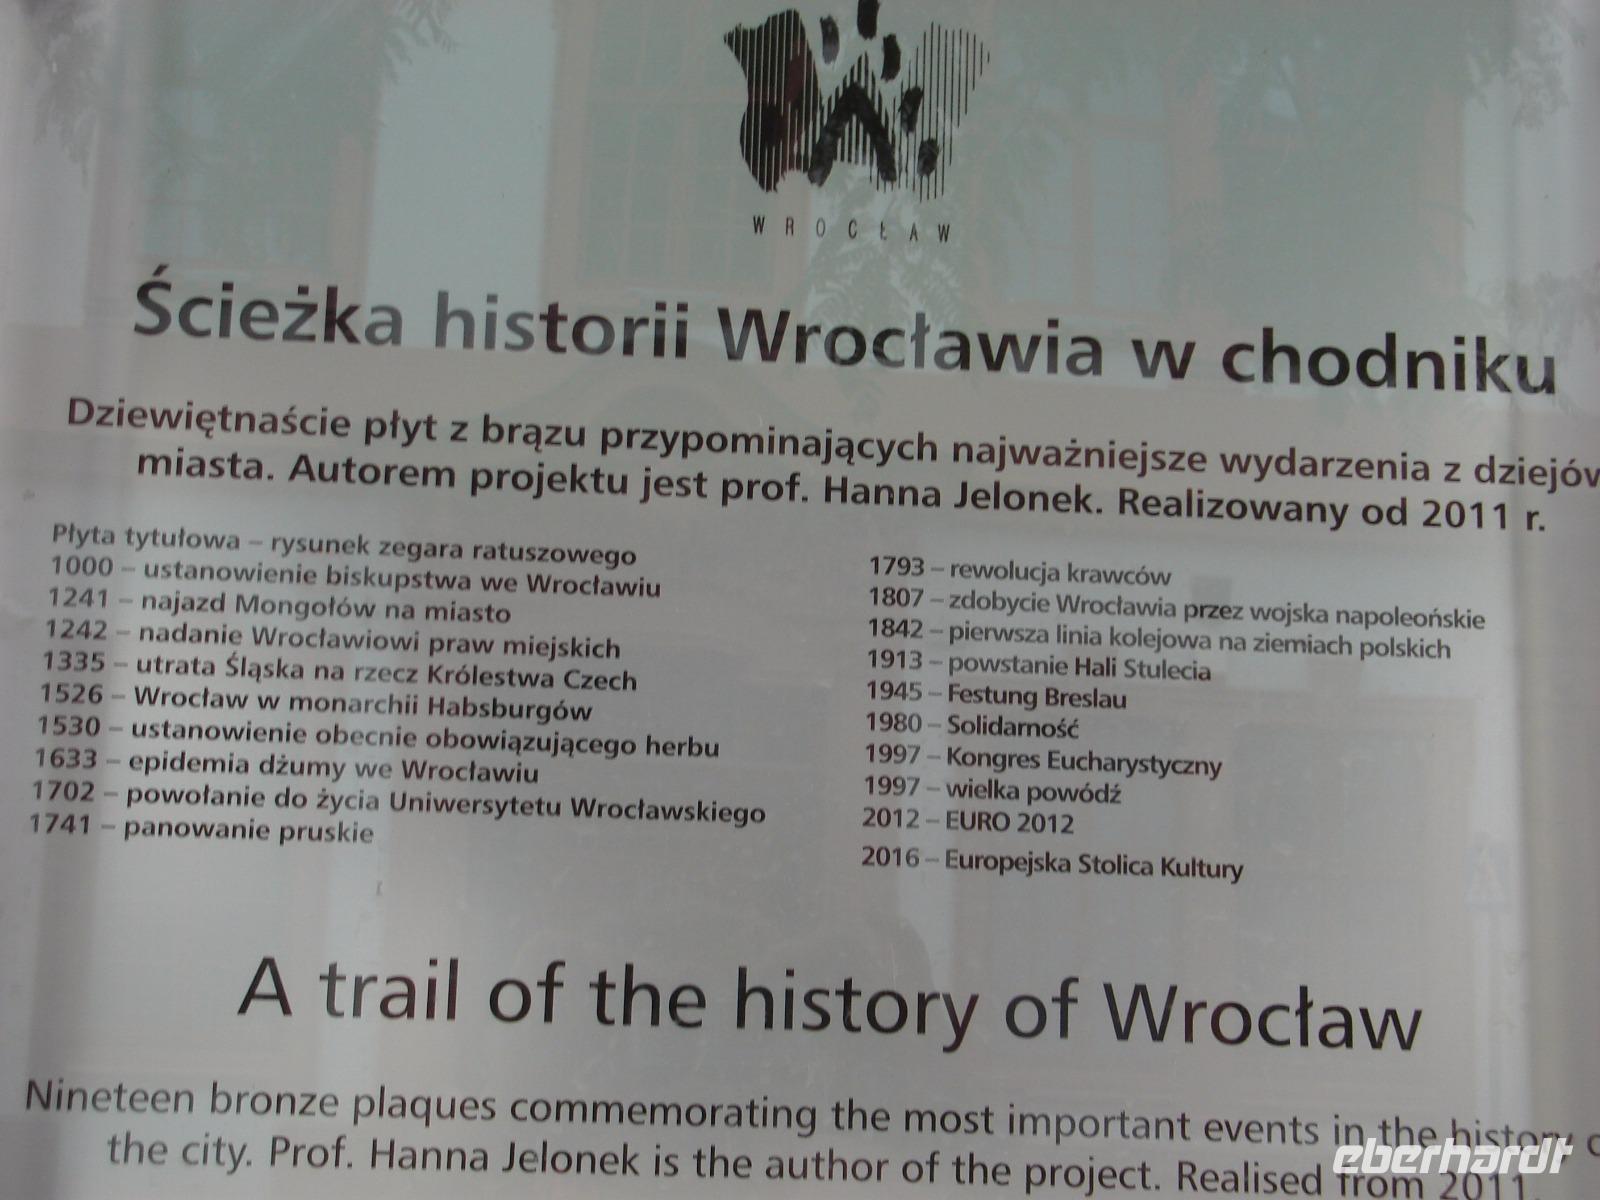 WROCŁAW
Ścieżka historii Wrocławia w chodniku
Dziewiętnaście płyt z brązu przypominających najważniejsze wydarzenia z dziejów
miasta. Autorem projektu jest prof. Hanna Jelonek. Realizowany od 2011 r.
Płyta tytułowa – rysunek zegara ratuszowego
1000 – ustanowienie biskupstwa we Wrocławiu
1241 – najazd Mongołów na miasto
1242 – nadanie Wrocławiowi praw miejskich
1335 – utrata Śląska na rzecz Królestwa Czech
1526 – Wrocław w monarchii Habsburgów
1530 – ustanowienie obecnie obowiązującego herbu
1633 – epidemia dżumy we Wrocławiu
1702 – powołanie do życia Uniwersytetu Wrocławskiego
1741 – panowanie pruskie
1793 – rewolucja krawców
1807 – zdobycie Wrocławia przez wojska napoleońskie
1842 – pierwsza linia kolejowa na ziemiach polskich
1913 – powstanie Hali Stulecia
1945 – Festung Breslau
1980 – Solidarność
1997 – Kongres Eucharystyczny
1997 – wielka powódź
2012 – EURO 2012
2016 – Europejska Stolica Kultury
A trail of the history of Wrocław
Nineteen bronze plaques commemorating the most important events in the history o
the city. Prof. Hanna Jelonek is the author of the project. Realised from 2011.
eberhardt